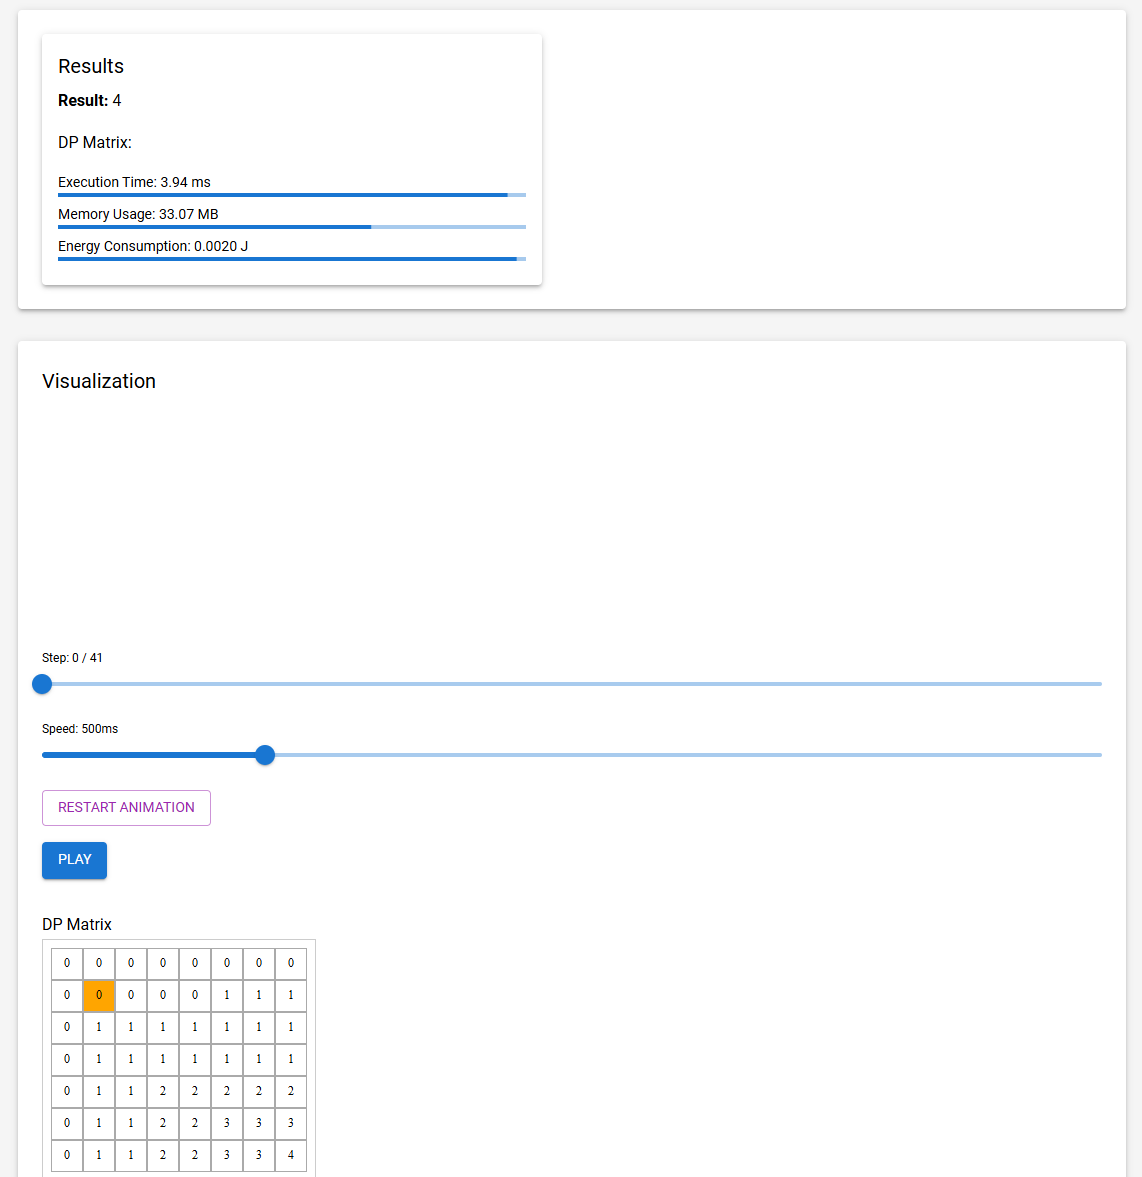 Results
Result: 4
DP Matrix:
Execution Time: 3.94 ms
Memory Usage: 33.07 MB
Energy Consumption: 0.0020 J
Visualization
Step: 0 / 41
Speed: 500ms
RESTART ANIMATION
PLAY
DP Matrix
0 0 0 0 0 0 0 0
0 0 0 0 0 1 1 1
0 1 1 1 1 1 1 1
0 1 1 1 1 1 1 1
0 1 1 2 2 2 2 2
0 1 1 2 2 3 3 3
0 1 1 2 2 3 3 4